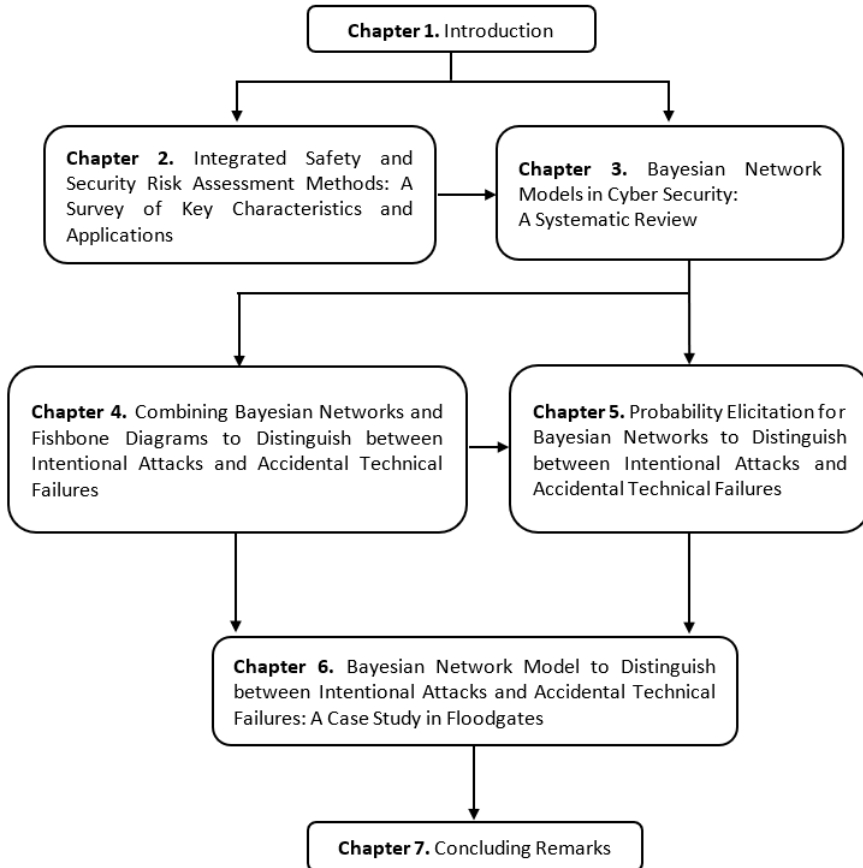 Chapter 1. Introduction
Chapter 2. Integrated Safety and
Security Risk Assessment Methods: A
Survey of Key Characteristics and
Applications
Chapter 3. Bayesian Network
Models in Cyber Security:
A Systematic Review
Chapter 4. Combining Bayesian Networks and
Fishbone Diagrams to Distinguish between
Intentional Attacks and Accidental Technical
Failures
Chapter 5. Probability Elicitation for
Bayesian Networks to Distinguish
between Intentional Attacks and
Accidental Technical Failures
Chapter 6. Bayesian Network Model to Distinguish
between Intentional Attacks and Accidental Technical
Failures: A Case Study in Floodgates
Chapter 7. Concluding Remarks